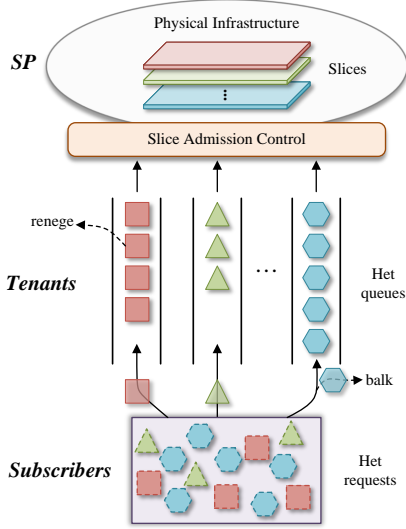 Physical Infrastructure
SP
Slices
Slice Admission Control
renege
Tenants
...
Het
queues
balk
Subscribers
Het
requests